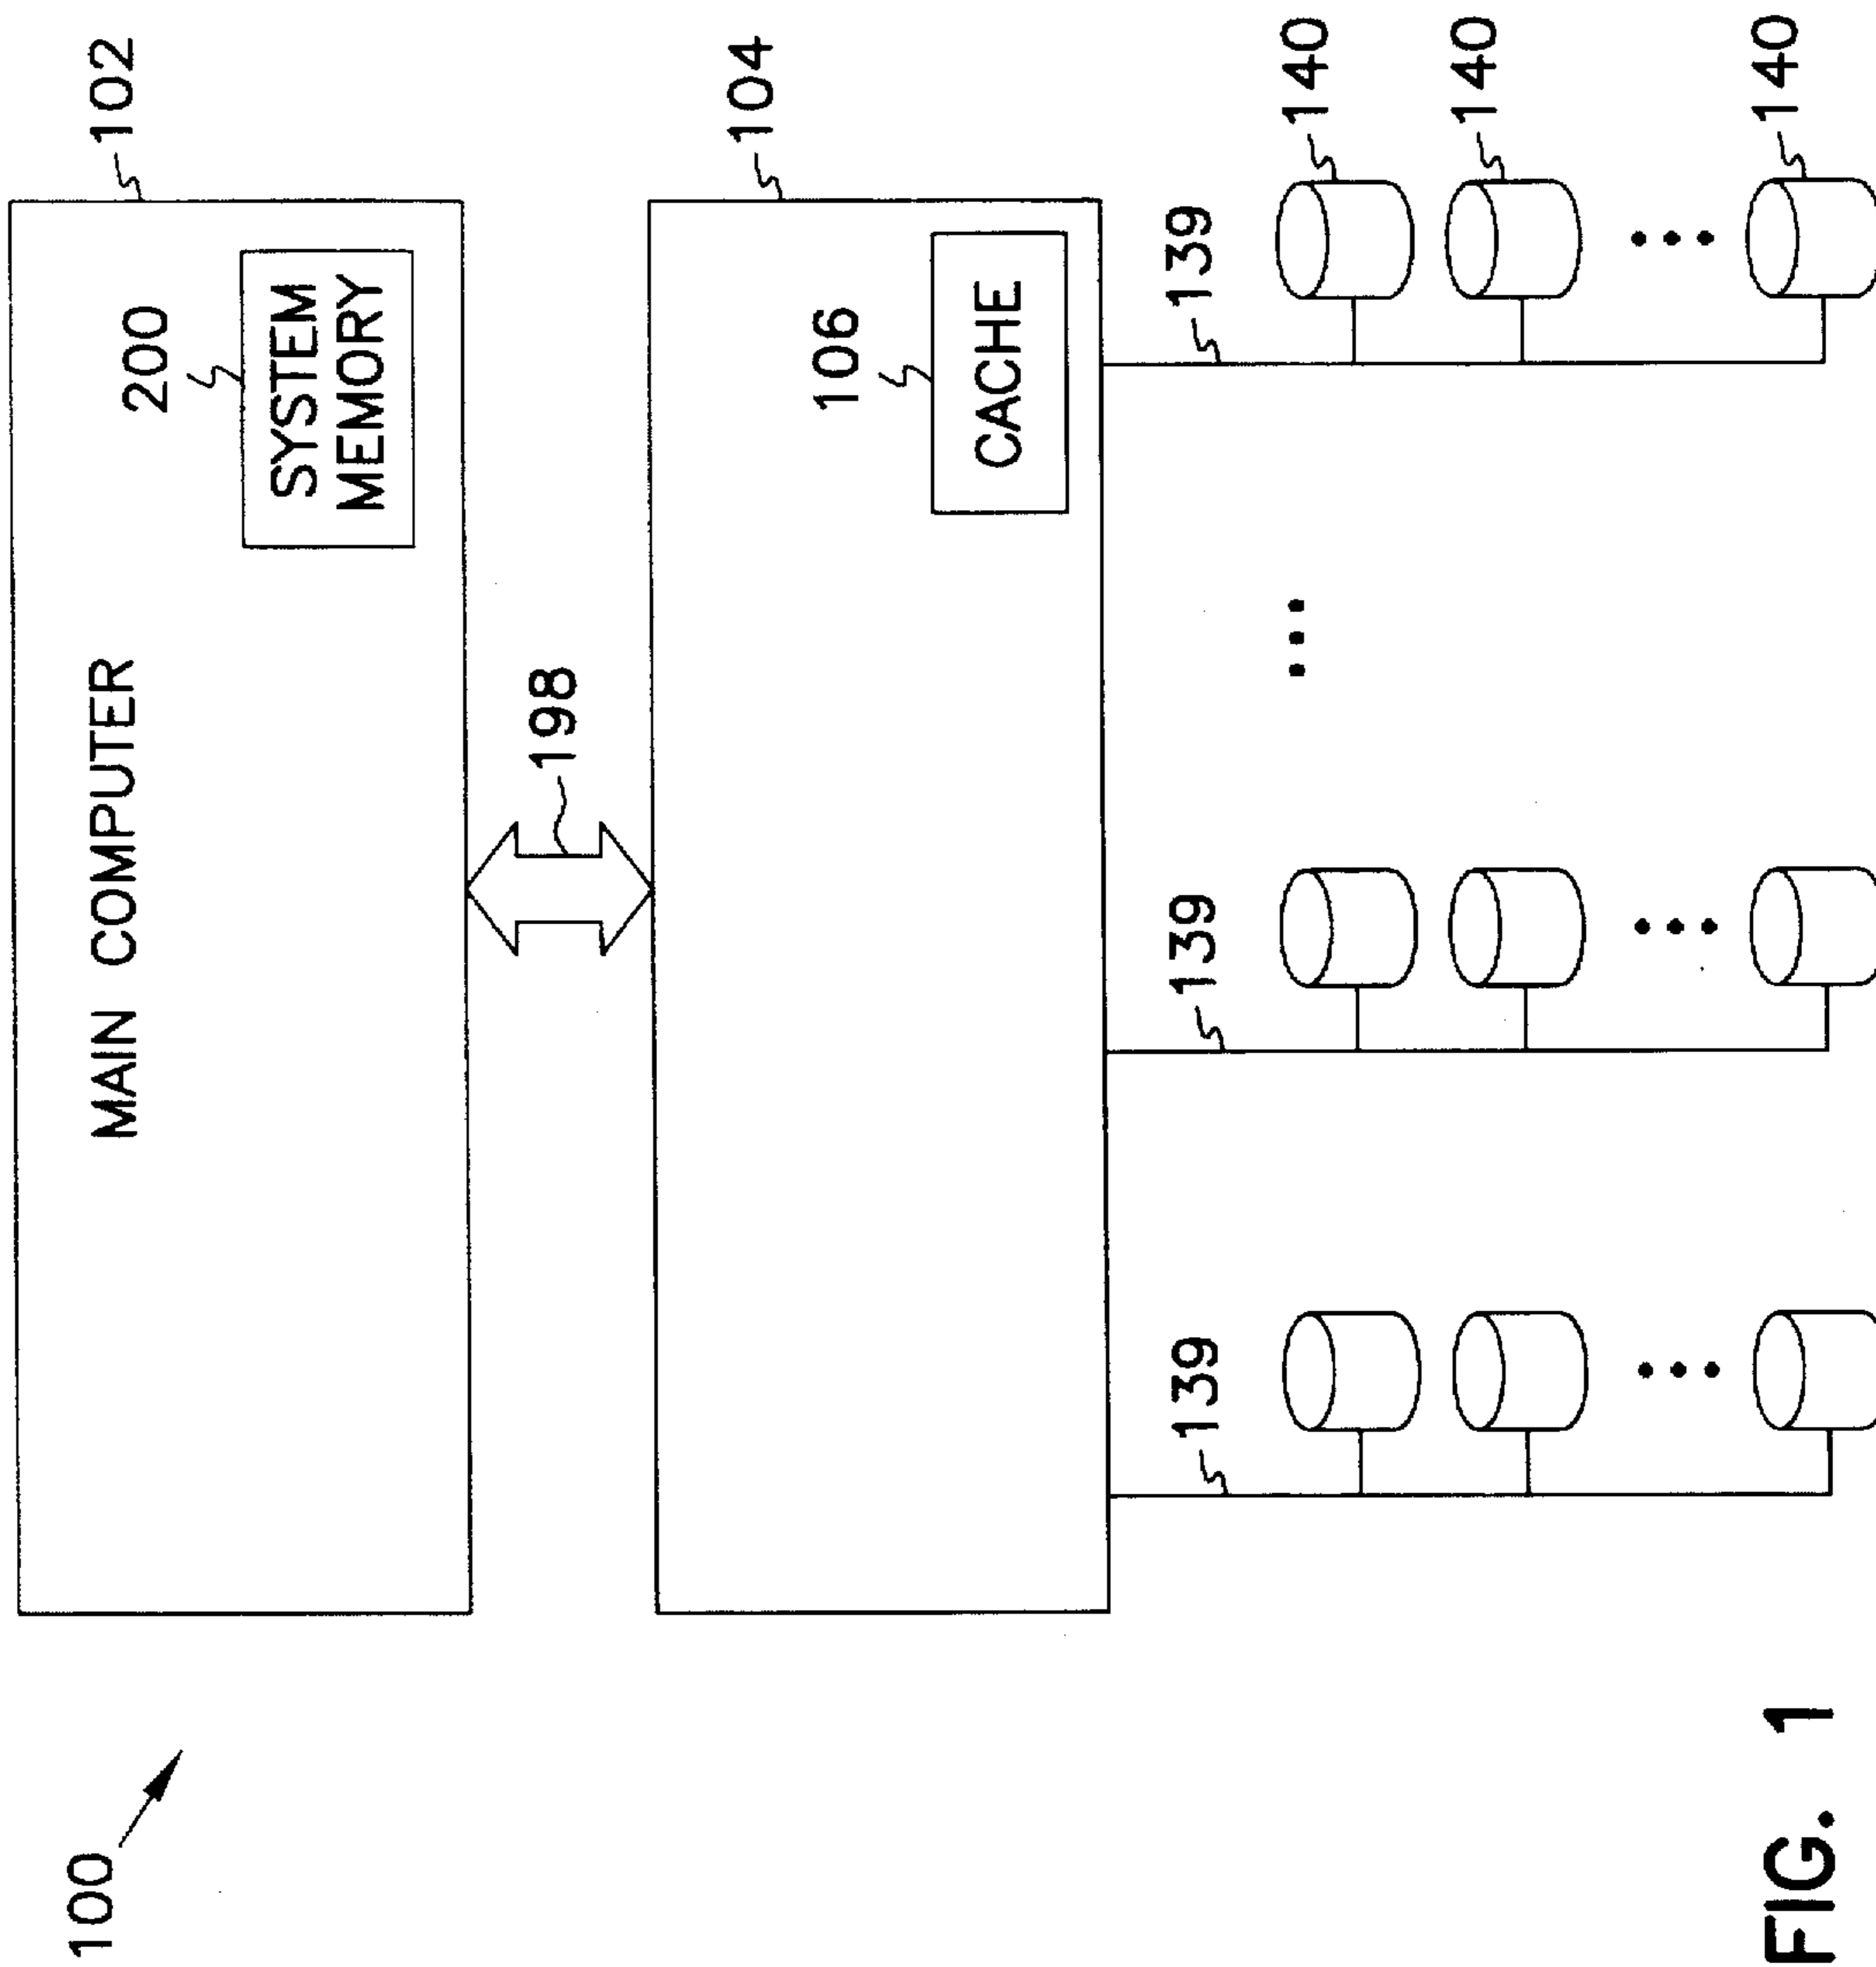 100
MAIN COMPUTER
102
200
SYSTEM
MEMORY
198
104
106
CACHE
139
139
139
140
140
140
FIG. 1